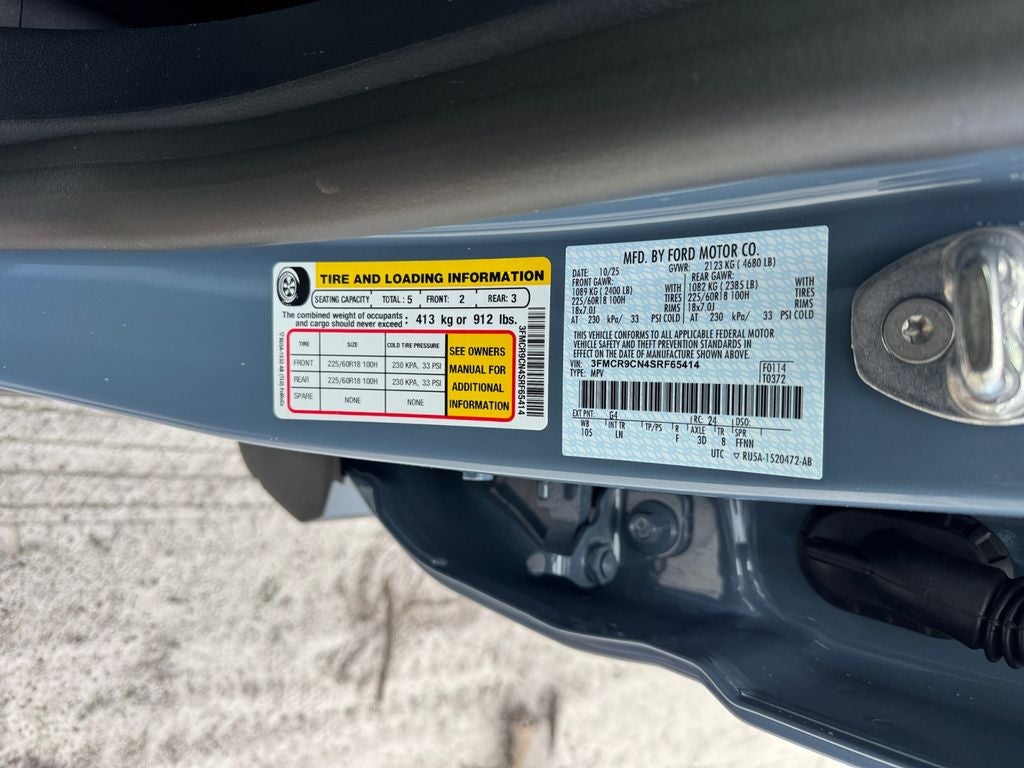 TIRE AND LOADING INFORMATION
SEATING CAPACITY TOTAL: 5 FRONT: 2 REAR: 3
The combined weight of occupants and cargo should never exceed : 413 kg or 912 lbs.
TIRE SIZE COLD TIRE PRESSURE
FRONT 225/60R18 100H 230 KPA, 33 PSI
REAR 225/60R18 100H 230 KPA, 33 PSI
SPARE NONE NONE
SEE OWNERS
MANUAL FOR
ADDITIONAL
INFORMATION
3FMCR9CN4SRF65414
MFD. BY FORD MOTOR CO.
DATE: 10/25 GVWR: 2123 KG ( 4680 LB)
FRONT GAWR: REAR GAWR:
1089 KG (2400 LB) WITH 1082 KG ( 2385 LB) WITH
225/60R18 100H TIRES 225/60R18 100H TIRES
18x7.0J RIMS 18x7.0J RIMS
AT 230 kPa/ 33 PSI COLD AT 230 kPa/ 33 PSI COLD
THIS VEHICLE CONFORMS TO ALL APPLICABLE FEDERAL MOTOR
VEHICLE SAFETY AND THEFT PREVENTION STANDARDS IN
EFFECT ON THE DATE OF MANUFACTURE SHOWN ABOVE.
VIN: 3FMCR9CN4SRF65414
TYPE: MPV
F0114
T0372
EXT PNT: G4 RC: 24 DSO:
WB INT TR TP/PS R AXLE TR SPR
105 LN F 3D 8 FFNN
UTC ▽ RU5A-1520472-AB